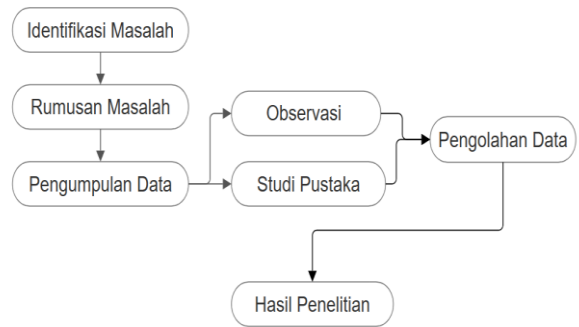 Identifikasi Masalah
Rumusan Masalah
Pengumpulan Data
Observasi
Studi Pustaka
Pengolahan Data
Hasil Penelitian